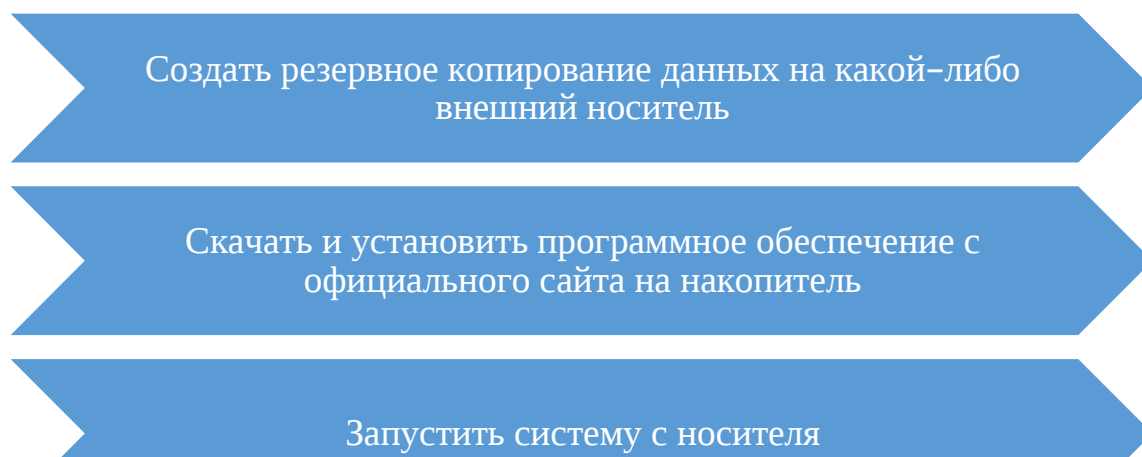 Создать резервное копирование данных на какой–либо
внешний носитель
Скачать и установить программное обеспечение с
официального сайта на накопитель
Запустить систему с носителя